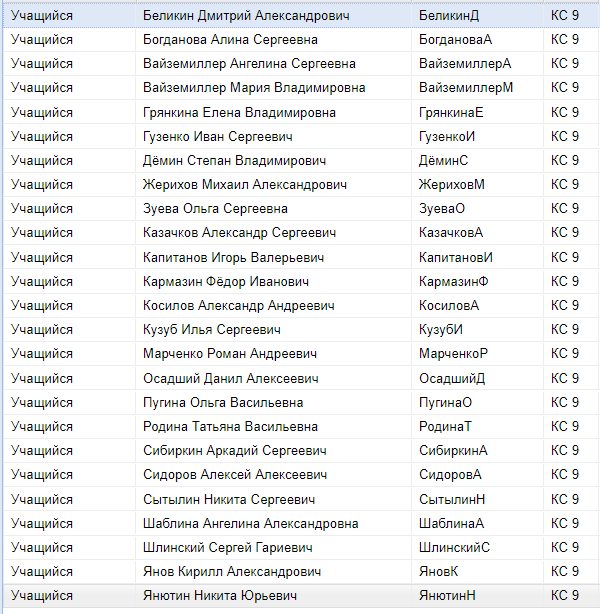 Учащийся Беликин Дмитрий Александрович БеликинД КС 9
Учащийся Богданова Алина Сергеевна БогдановаА КС 9
Учащийся Вайземиллер Ангелина Сергеевна ВайземиллерА КС 9
Учащийся Вайземиллер Мария Владимировна ВайземиллерМ КС 9
Учащийся Грянкина Елена Владимировна ГрянкинаЕ КС 9
Учащийся Гузенко Иван Сергеевич ГузенкоИ КС 9
Учащийся Дёмин Степан Владимирович ДёминС КС 9
Учащийся Жерихов Михаил Александрович ЖериховМ КС 9
Учащийся Зуева Ольга Сергеевна ЗуеваО КС 9
Учащийся Казачков Александр Сергеевич КазачковА КС 9
Учащийся Капитанов Игорь Валерьевич КапитановИ КС 9
Учащийся Кармазин Фёдор Иванович КармазинФ КС 9
Учащийся Косилов Александр Андреевич КосиловА КС 9
Учащийся Кузуб Илья Сергеевич КузубИ КС 9
Учащийся Марченко Роман Андреевич МарченкоР КС 9
Учащийся Осадший Данил Алексеевич ОсадшийД КС 9
Учащийся Пугина Ольга Васильевна ПугинаО КС 9
Учащийся Родина Татьяна Васильевна РодинаТ КС 9
Учащийся Сибиркин Аркадий Сергеевич СибиркинА КС 9
Учащийся Сидоров Алексей Алексеевич СидоровА КС 9
Учащийся Сытылин Никита Сергеевич СытылинН КС 9
Учащийся Шаблина Ангелина Александровна ШаблинаА КС 9
Учащийся Шлинский Сергей Гариевич ШлинскийС КС 9
Учащийся Янов Кирилл Александрович ЯновК КС 9
Учащийся Янютин Никита Юрьевич ЯнютинН КС 9